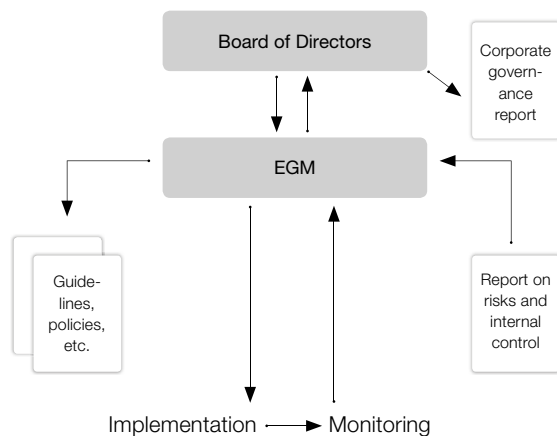 Board of Directors
Corporate
govern-
ance
report
EGM
Guide-
lines,
policies,
etc.
Report on
risks and
internal
control
Implementation
Monitoring